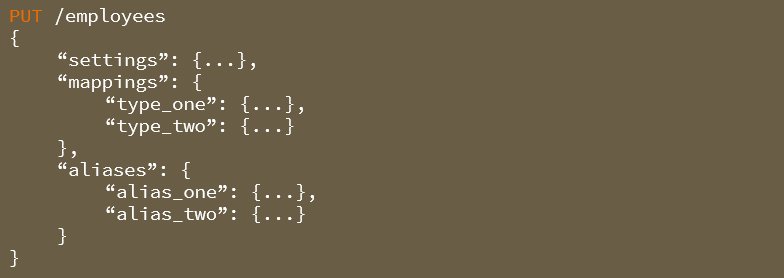 PUT /employees
{
“settings”: {...},
“mappings”: {
“type_one”: {...},
“type_two”: {...}
},
“aliases”: {
“alias_one”: {...},
“alias_two”: {...}
}
}